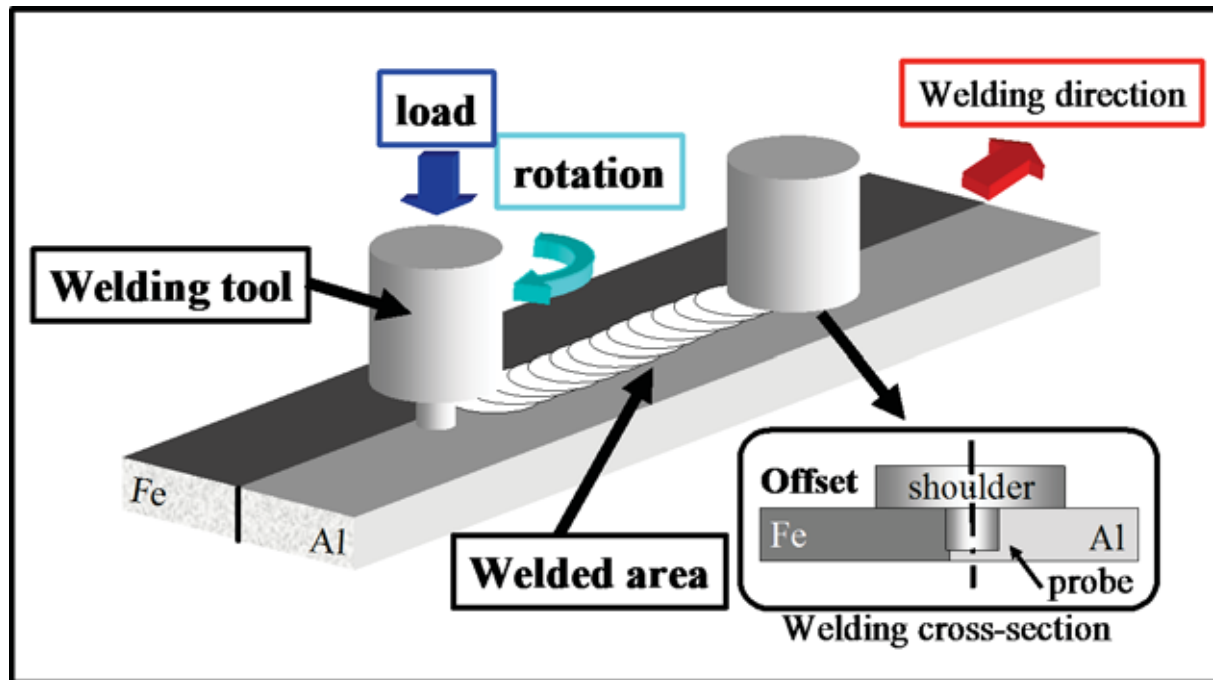 load
rotation
Welding direction
Welding tool
Fe
Al
Welded area
Offset
shoulder
Fe
Al
probe
Welding cross-section